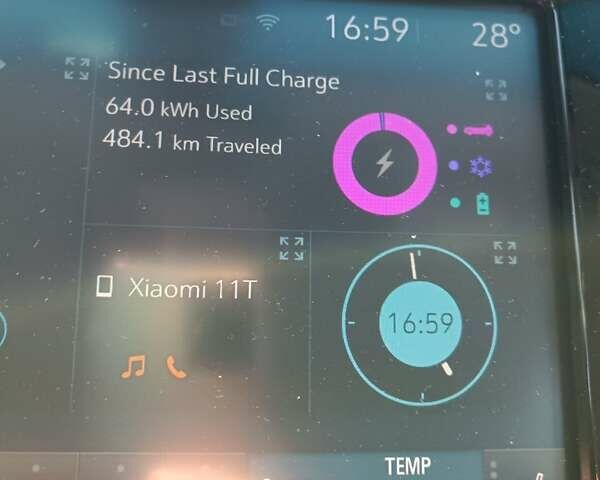 16:59
28°
Since Last Full Charge
64.0 kWh Used
484.1 km Traveled
Xiaomi 11T
16:59
TEMP